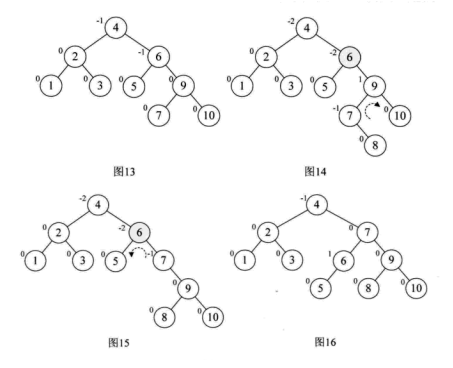 -1 4
0 2 -1 6
0 1 0 3 0 5 0 9
0 7 0 10
图13
-2 4
0 2 -2 6
0 1 0 3 0 5 1 9
-1 7 0 10
0 8
图14
-2 4
0 2 -2 6
0 1 0 3 0 5 -1 7
0 9
0 8 0 10
图15
-1 4
0 2 0 7
0 1 0 3 1 6 0 9
0 5 0 8 0 10
图16